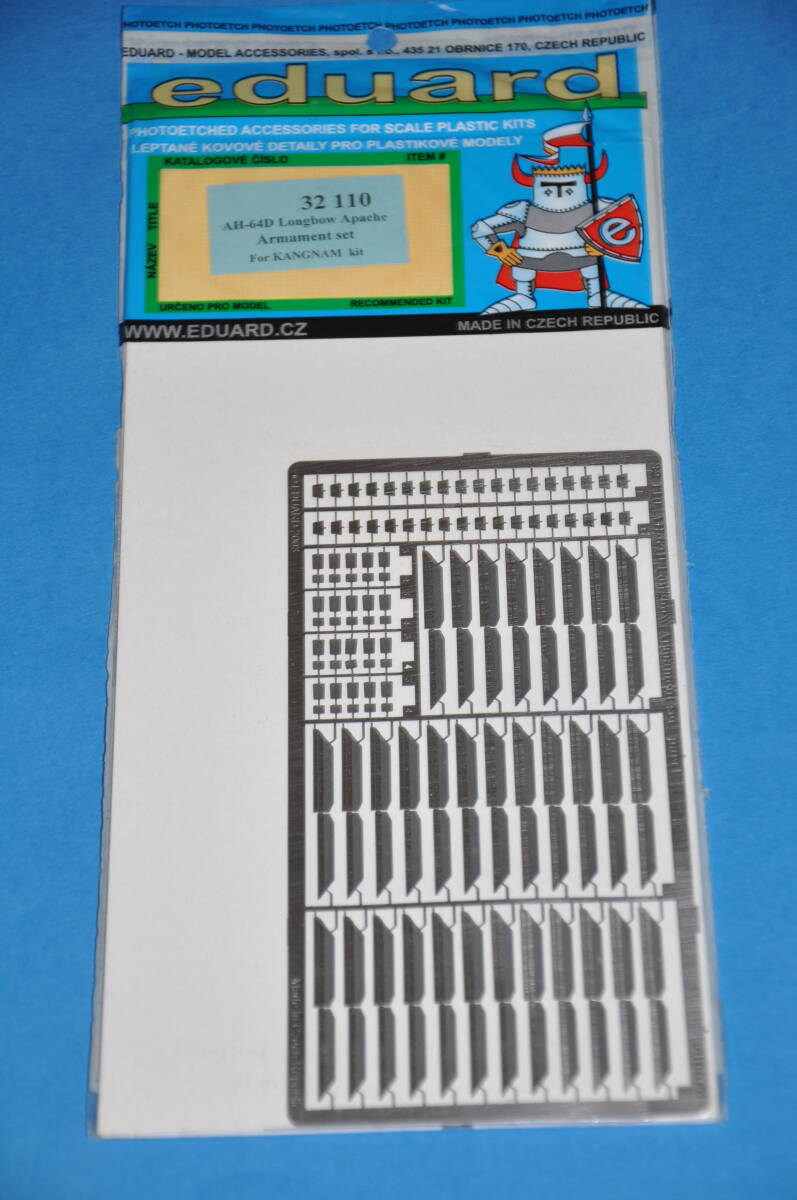 PHOTOETCH PHOTOETCH PHOTOETCH PHOTOETCH PHOTOETCH PHOTOETCH PHOTOETCH
EDUARD - MODEL ACCESSORIES, spol. s r.o., 435 21 OBRNICE 170, CZECH REPUBLIC
eduard
PHOTOETCHED ACCESSORIES FOR SCALE PLASTIC KITS
LEPTANÉ KOVOVÉ DETAILY PRO PLASTIKOVÉ MODELY
KATALOGOVÉ ČÍSLO ITEM #
NÁZEV TITLE
32 110
AH-64D Longbow Apache
Armament set
For KANGNAM kit
e
URČENO PRO MODEL RECOMMENDED KIT
WWW.EDUARD.CZ MADE IN CZECH REPUBLIC